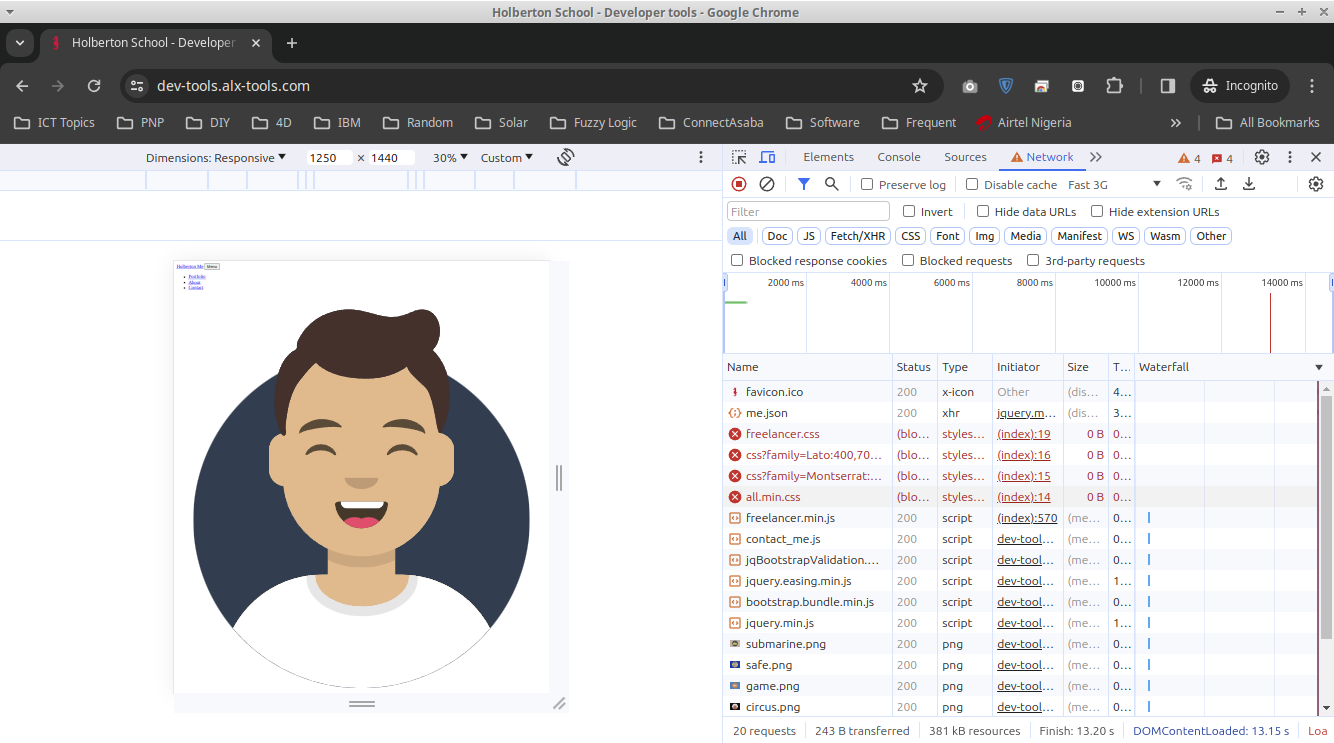 Holberton School - Developer tools - Google Chrome
Holberton School - Developer
dev-tools.alx-tools.com
Incognito
ICT Topics PNP DIY 4D IBM Random Solar Fuzzy Logic ConnectAsaba Software Frequent Airtel Nigeria » All Bookmarks
Dimensions: Responsive 1250 × 1440 30% Custom
Elements Console Sources Network 4 4
Preserve log Disable cache Fast 3G
Filter Invert Hide data URLs Hide extension URLs
All Doc JS Fetch/XHR CSS Font Img Media Manifest WS Wasm Other
Blocked response cookies Blocked requests 3rd-party requests
2000 ms 4000 ms 6000 ms 8000 ms 10000 ms 12000 ms 14000 ms
Name Status Type Initiator Size T... Waterfall
favicon.ico 200 x-icon Other (dis... 4...
me.json 200 xhr jquery.m... (dis... 3...
freelancer.css (blo... styles... (index):19 0 B 0...
css?family=Lato:400,70... (blo... styles... (index):16 0 B 0...
css?family=Montserrat:... (blo... styles... (index):15 0 B 0...
all.min.css (blo... styles... (index):14 0 B 0...
freelancer.min.js 200 script (index):570 (me... 0...
contact_me.js 200 script dev-tool... (me... 0...
jqBootstrapValidation.... 200 script dev-tool... (me... 0...
jquery.easing.min.js 200 script dev-tool... (me... 1...
bootstrap.bundle.min.js 200 script dev-tool... (me... 0...
jquery.min.js 200 script dev-tool... (me... 1...
submarine.png 200 png dev-tool... (me... 0...
safe.png 200 png dev-tool... (me... 0...
game.png 200 png dev-tool... (me... 0...
circus.png 200 png dev-tool... (me... 0...
20 requests 243 B transferred 381 kB resources Finish: 13.20 s DOMContentLoaded: 13.15 s Loa
Holberton Me Menu
Portfolio
About
Contact